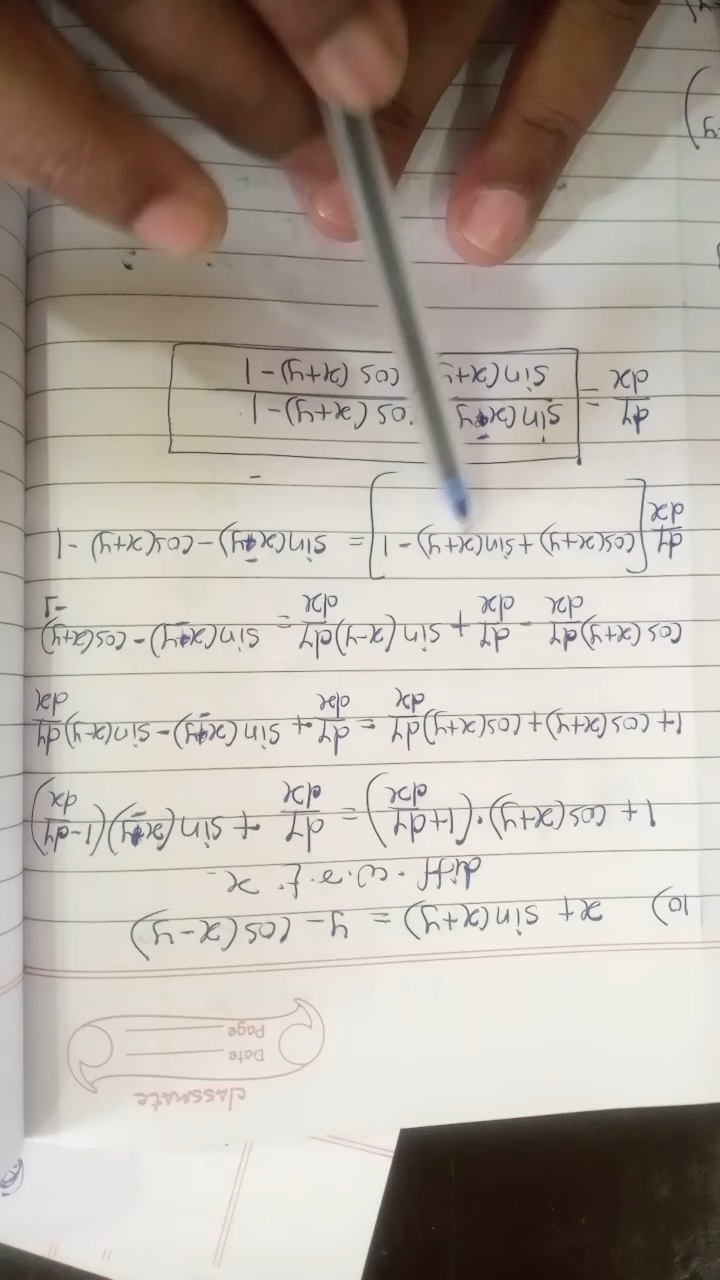 classmate
Date
Page
10) x + sin(x+y) = y - cos(x-y)
diff. w.r.t. x
1 + cos(x+y)·(1+dy/dx) = dy/dx + sin(x-y)(1-dy/dx)
1 + cos(x+y) + cos(x+y)dy/dx = dy/dx + sin(x-y) - sin(x-y)dy/dx
cos(x+y)dy/dx - dy/dx + sin(x-y)dy/dx = sin(x-y) - cos(x+y) -1
dy/dx [cos(x+y) + sin(x+y) - 1] = sin(x-y) - cos(x+y) - 1
dy/dx = sin(x-y cos(x+y)-1 / sin(x+y cos(x+y)-1